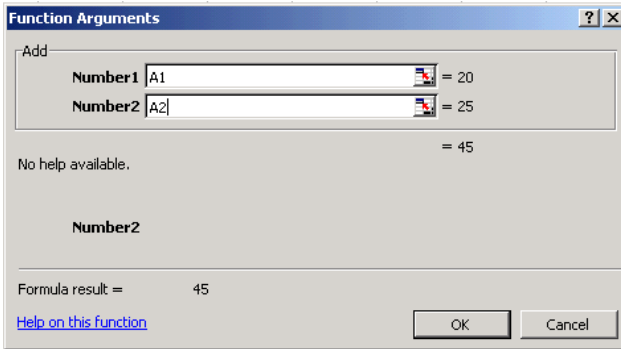 Function Arguments
Add
Number1 A1 = 20
Number2 A2 = 25
= 45
No help available.
Number2
Formula result = 45
Help on this function
OK Cancel